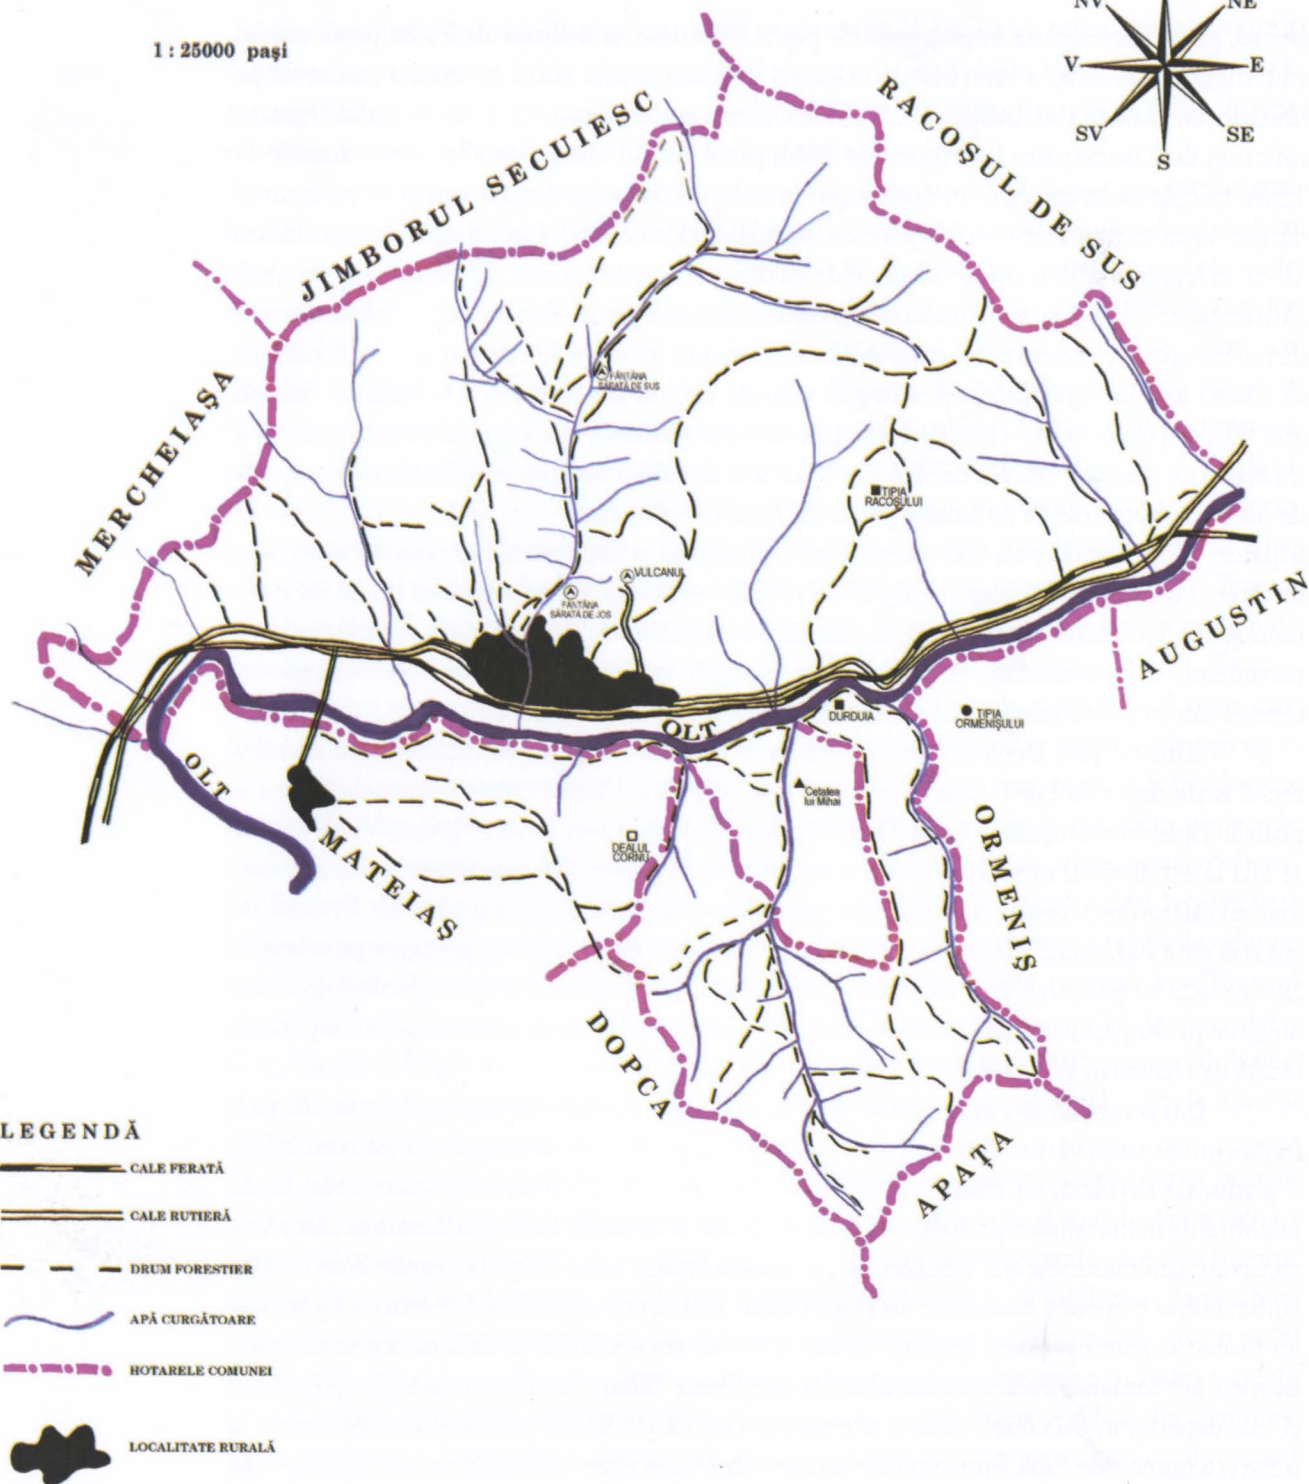 1 : 25000 pași
NV
NE
V
E
SV
SE
S
JIMBORUL SECUIESC
RACOȘUL DE SUS
MERCHEIAȘA
FÂNTÂNA
SĂRATĂ DE SUS
TIPIA
RACOȘULUI
VULCANUL
FÂNTÂNA
SĂRATĂ DE JOS
AUGUSTIN
OLT
DURDUIA
TIPIA
ORMENIȘULUI
OLT
Cetatea
lui Mihai
DEALUL
CORNU
MATEIAȘ
ORMENIȘ
DOPCA
APAȚA
LEGENDĂ
CALE FERATĂ
CALE RUTIERĂ
DRUM FORESTIER
APĂ CURGĂTOARE
HOTARELE COMUNEI
LOCALITATE RURALĂ